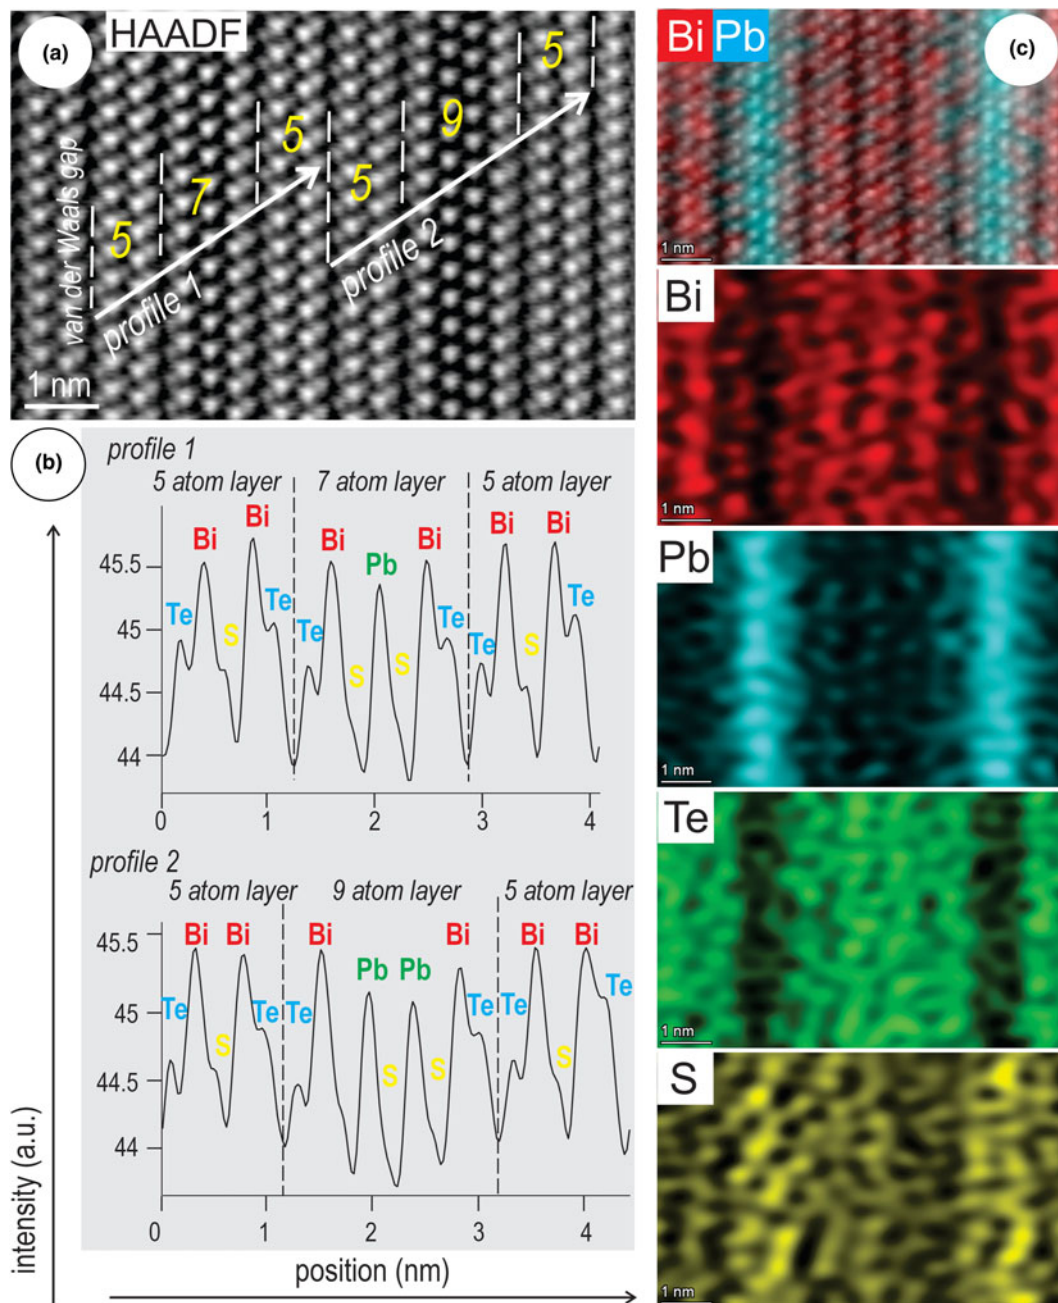 (a)
HAADF
van der Waals gap
5
7
5
5
9
5
profile 1
profile 2
1 nm
(b)
profile 1
5 atom layer
7 atom layer
5 atom layer
Te
Bi
S
Bi
Te
Te
Bi
S
Pb
S
Bi
Te
Te
Bi
S
Bi
Te
45.5
45
44.5
44
0
1
2
3
4
profile 2
5 atom layer
9 atom layer
5 atom layer
Te
Bi
S
Bi
Te
Te
Bi
Pb
S
Pb
S
Bi
Te
Te
Bi
S
Bi
Te
45.5
45
44.5
44
0
1
2
3
4
intensity (a.u.)
position (nm)
Bi Pb
(c)
1 nm
Bi
1 nm
Pb
1 nm
Te
1 nm
S
1 nm